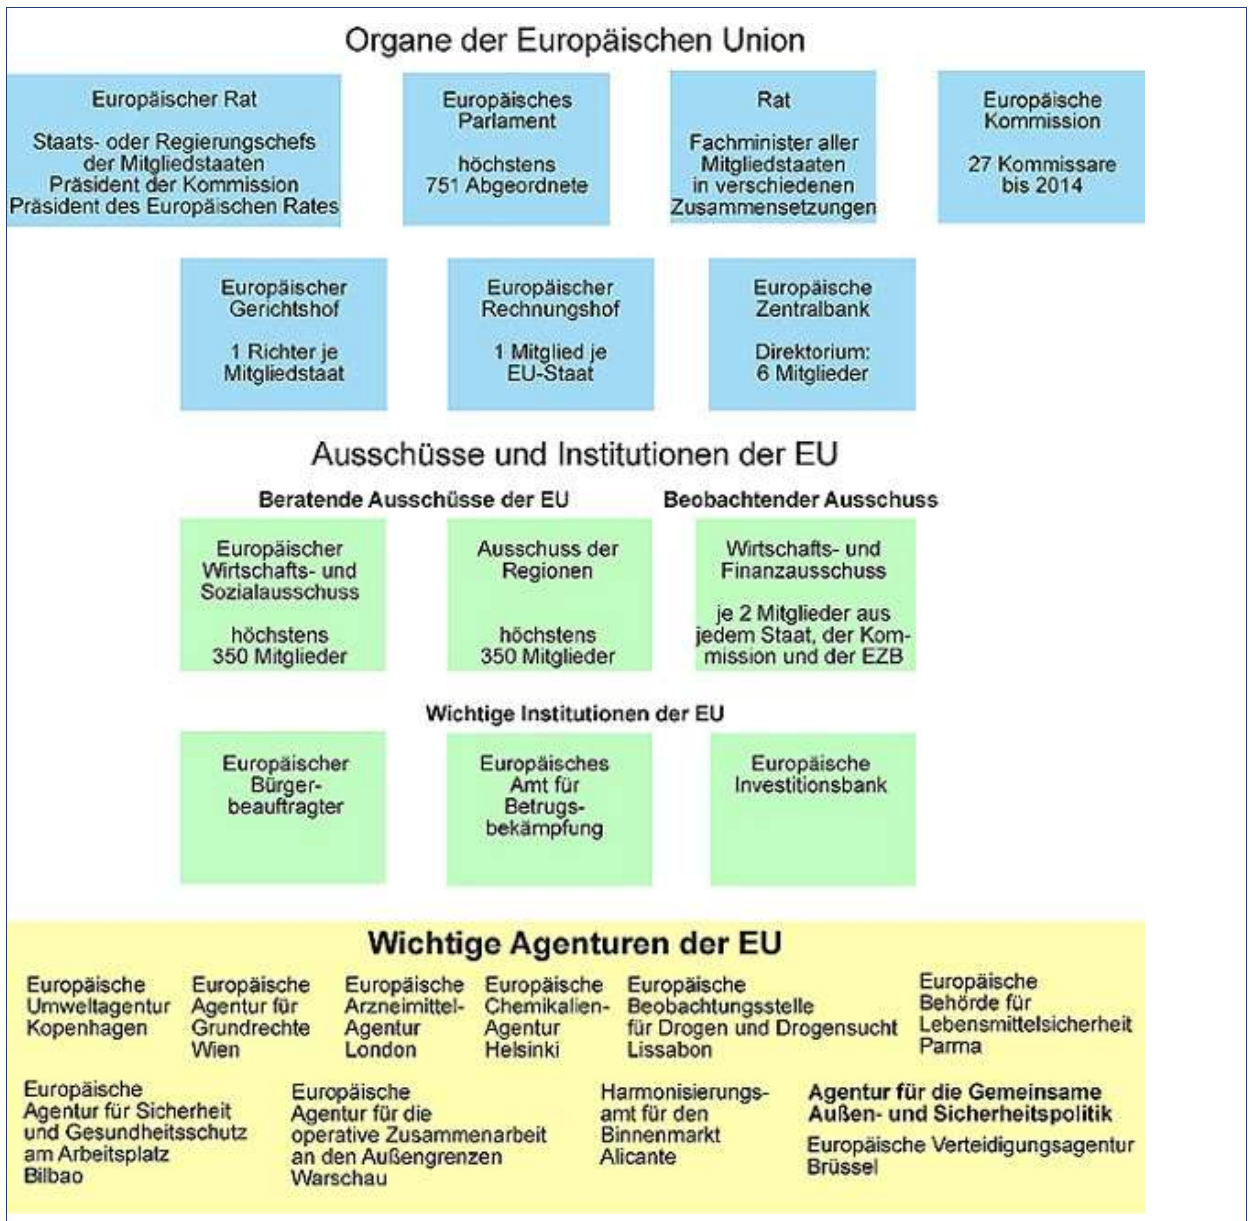 Organe der Europäischen Union
Europäischer Rat
Staats- oder Regierungschefs
der Mitgliedstaaten
Präsident der Kommission
Präsident des Europäischen Rates
Europäisches
Parlament
höchstens
751 Abgeordnete
Rat
Fachminister aller
Mitgliedstaaten
in verschiedenen
Zusammensetzungen
Europäische
Kommission
27 Kommissare
bis 2014
Europäischer
Gerichtshof
1 Richter je
Mitgliedstaat
Europäischer
Rechnungshof
1 Mitglied je
EU-Staat
Europäische
Zentralbank
Direktorium:
6 Mitglieder
Ausschüsse und Institutionen der EU
Beratende Ausschüsse der EU
Beobachtender Ausschuss
Europäischer
Wirtschafts- und
Sozialausschuss
höchstens
350 Mitglieder
Ausschuss der
Regionen
höchstens
350 Mitglieder
Wirtschafts- und
Finanzausschuss
je 2 Mitglieder aus
jedem Staat, der Kom-
mission und der EZB
Wichtige Institutionen der EU
Europäischer
Bürger-
beauftragter
Europäisches
Amt für
Betrugs-
bekämpfung
Europäische
Investitionsbank
Wichtige Agenturen der EU
Europäische
Umweltagentur
Kopenhagen
Europäische
Agentur für
Grundrechte
Wien
Europäische
Arzneimittel-
Agentur
London
Europäische
Chemikalien-
Agentur
Helsinki
Europäische
Beobachtungsstelle
für Drogen und Drogensucht
Lissabon
Europäische
Behörde für
Lebensmittelsicherheit
Parma
Europäische
Agentur für Sicherheit
und Gesundheitsschutz
am Arbeitsplatz
Bilbao
Europäische
Agentur für die
operative Zusammenarbeit
an den Außengrenzen
Warschau
Harmonisierungs-
amt für den
Binnenmarkt
Alicante
Agentur für die Gemeinsame
Außen- und Sicherheitspolitik
Europäische Verteidigungsagentur
Brüssel